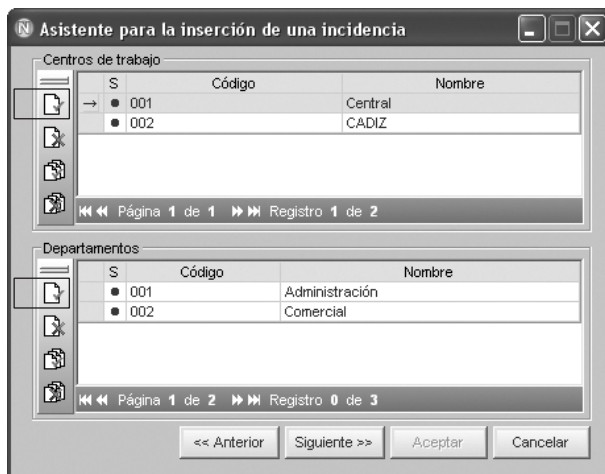 Asistente para la inserción de una incidencia
Centros de trabajo
S Código Nombre
001 Central
002 CADIZ
Página 1 de 1 Registro 1 de 2
Departamentos
S Código Nombre
001 Administración
002 Comercial
Página 1 de 2 Registro 0 de 3
<< Anterior Siguiente >> Aceptar Cancelar